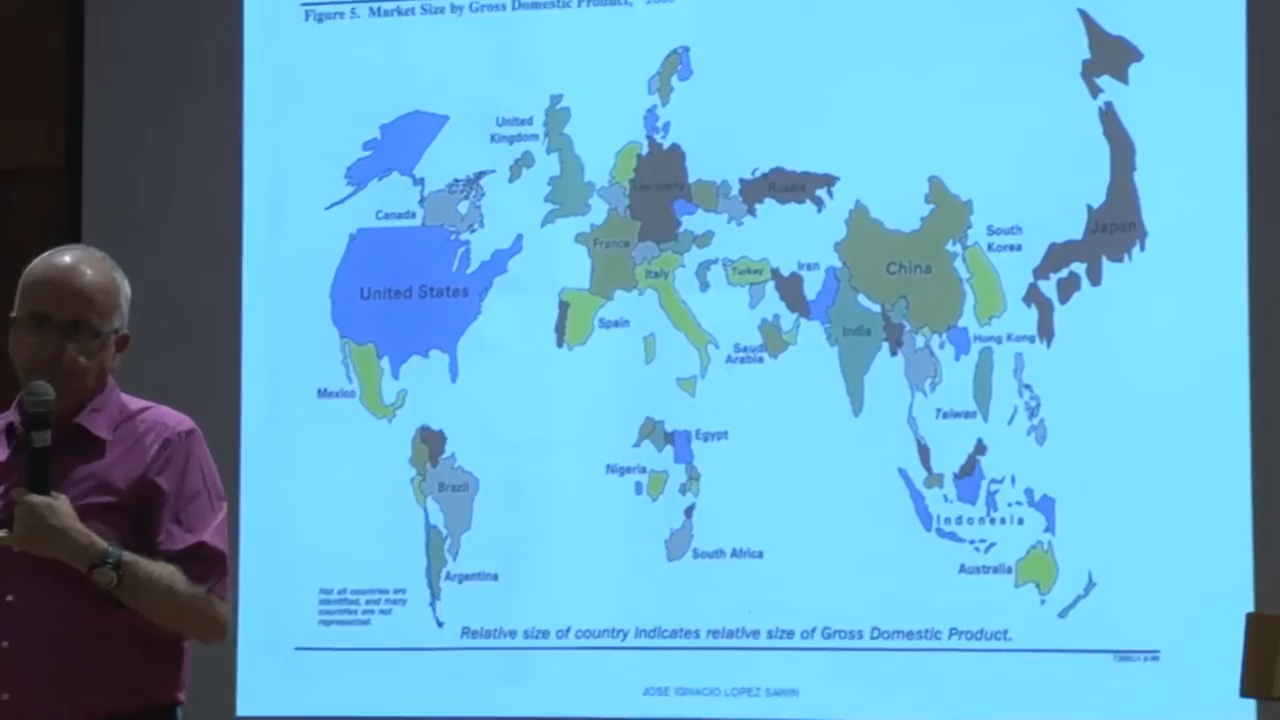 Figure 5. Market Size by Gross Domestic Product,
United
Kingdom
Germany
Russia
Canada
France
South
Korea
Japan
Italy
Turkey
Iran
China
United States
Spain
India
Hong Kong
Saudi
Arabia
Mexico
Taiwan
Egypt
Nigeria
Brazil
Indonesia
South Africa
Australia
Argentina
Not all countries are
identified, and many
countries are not
represented.
Relative size of country indicates relative size of Gross Domestic Product.
JOSE IGNACIO LOPEZ